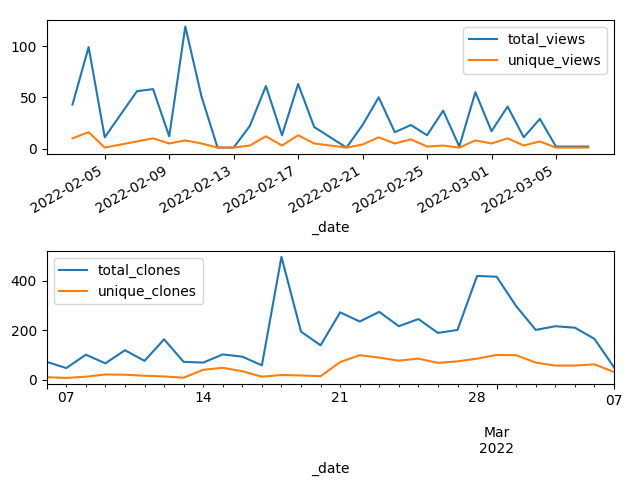 100
50
0
total_views
unique_views
2022-02-05
2022-02-09
2022-02-13
2022-02-17
2022-02-21
2022-02-25
2022-03-01
2022-03-05
_date
400
200
0
total_clones
unique_clones
07
14
21
28
07
Mar
2022
_date